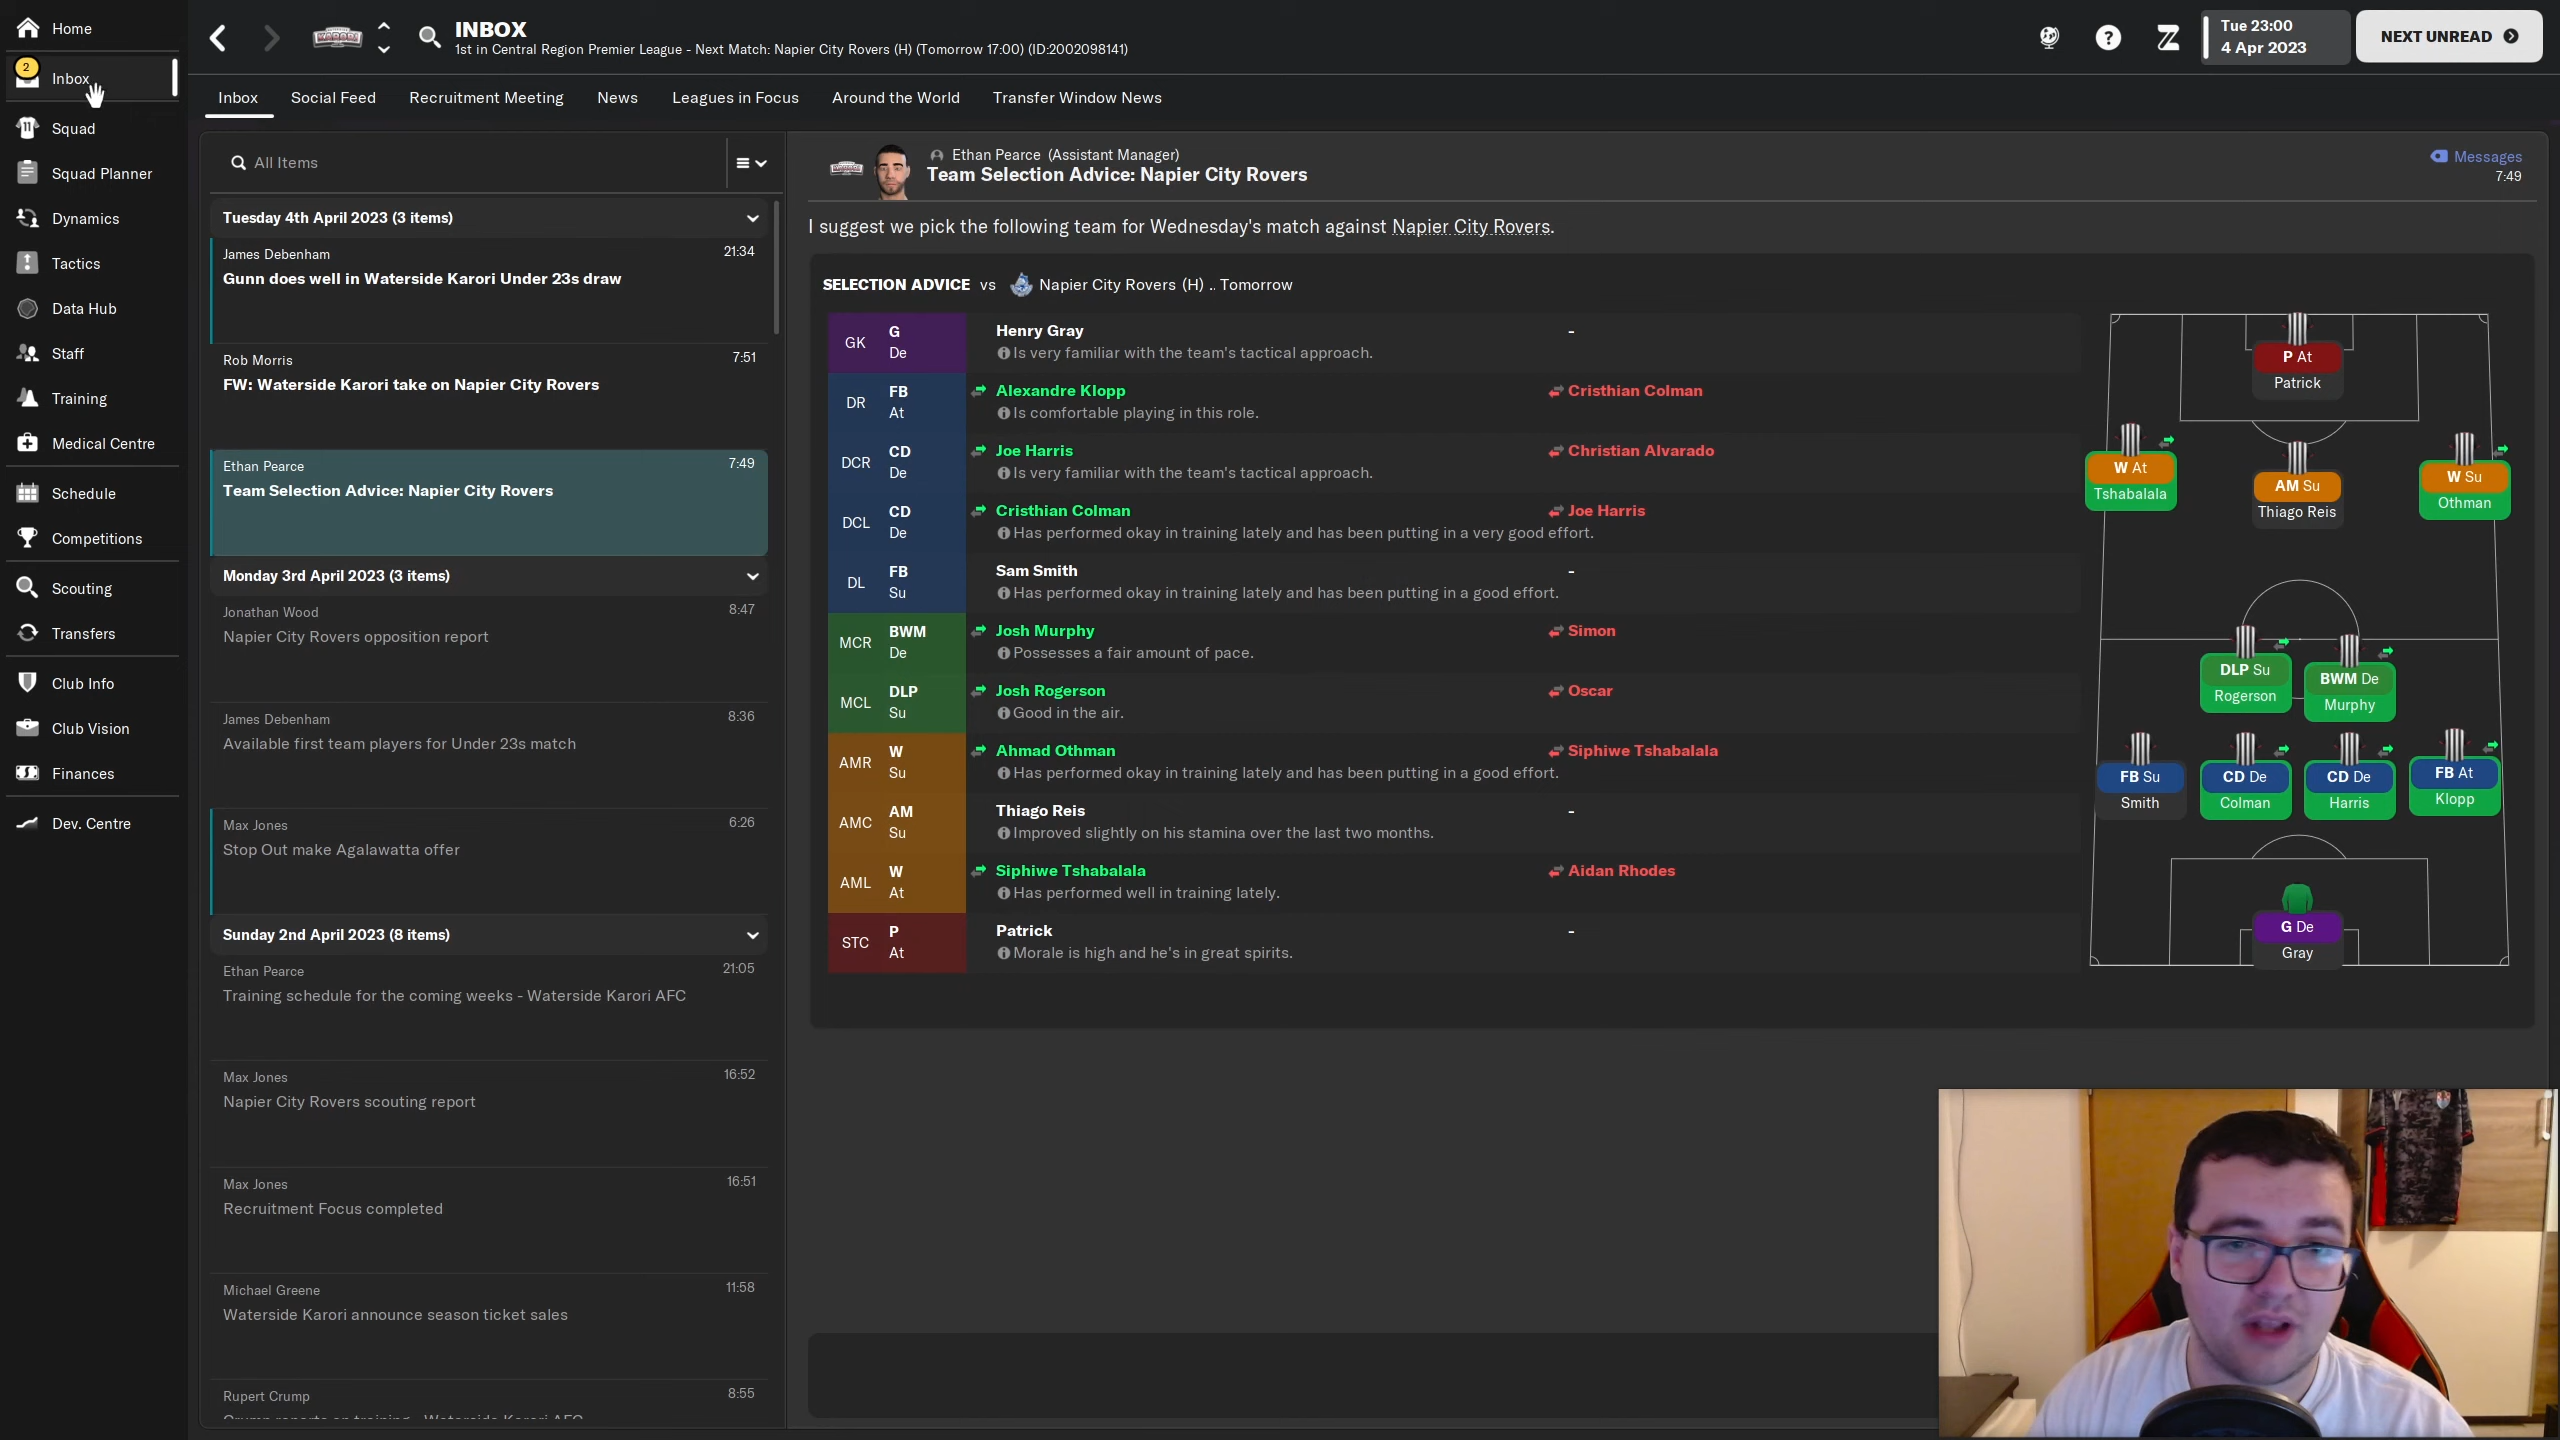 Home
2
Inbox
Squad
Squad Planner
Dynamics
Tactics
Data Hub
Staff
Training
Medical Centre
Schedule
Competitions
Scouting
Transfers
Club Info
Club Vision
Finances
Dev. Centre
INBOX
1st in Central Region Premier League - Next Match: Napier City Rovers (H) (Tomorrow 17:00) (ID:2002098141)
Tue 23:00
4 Apr 2023
NEXT UNREAD
Inbox Social Feed Recruitment Meeting News Leagues in Focus Around the World Transfer Window News
All Items
Tuesday 4th April 2023 (3 items)
James Debenham 21:34
Gunn does well in Waterside Karori Under 23s draw
Rob Morris 7:51
FW: Waterside Karori take on Napier City Rovers
Ethan Pearce 7:49
Team Selection Advice: Napier City Rovers
Monday 3rd April 2023 (3 items)
Jonathan Wood 8:47
Napier City Rovers opposition report
James Debenham 8:36
Available first team players for Under 23s match
Max Jones 6:26
Stop Out make Agalawatta offer
Sunday 2nd April 2023 (8 items)
Ethan Pearce 21:05
Training schedule for the coming weeks - Waterside Karori AFC
Max Jones 16:52
Napier City Rovers scouting report
Max Jones 16:51
Recruitment Focus completed
Michael Greene 11:58
Waterside Karori announce season ticket sales
Rupert Crump 8:55
Ethan Pearce (Assistant Manager)
Team Selection Advice: Napier City Rovers
Messages
7:49
I suggest we pick the following team for Wednesday's match against Napier City Rovers.
SELECTION ADVICE vs Napier City Rovers (H) .. Tomorrow
GK G De Henry Gray -
Is very familiar with the team's tactical approach.
DR FB At Alexandre Klopp Cristhian Colman
Is comfortable playing in this role.
DCR CD De Joe Harris Christian Alvarado
Is very familiar with the team's tactical approach.
DCL CD De Cristhian Colman Joe Harris
Has performed okay in training lately and has been putting in a very good effort.
DL FB Su Sam Smith -
Has performed okay in training lately and has been putting in a good effort.
MCR BWM De Josh Murphy Simon
Possesses a fair amount of pace.
MCL DLP Su Josh Rogerson Oscar
Good in the air.
AMR W Su Ahmad Othman Siphiwe Tshabalala
Has performed okay in training lately and has been putting in a good effort.
AMC AM Su Thiago Reis -
Improved slightly on his stamina over the last two months.
AML W At Siphiwe Tshabalala Aidan Rhodes
Has performed well in training lately.
STC P At Patrick -
Morale is high and he's in great spirits.
P At
Patrick
W At
Tshabalala
AM Su
Thiago Reis
W Su
Othman
DLP Su
Rogerson
BWM De
Murphy
FB Su
Smith
CD De
Colman
CD De
Harris
FB At
Klopp
G De
Gray